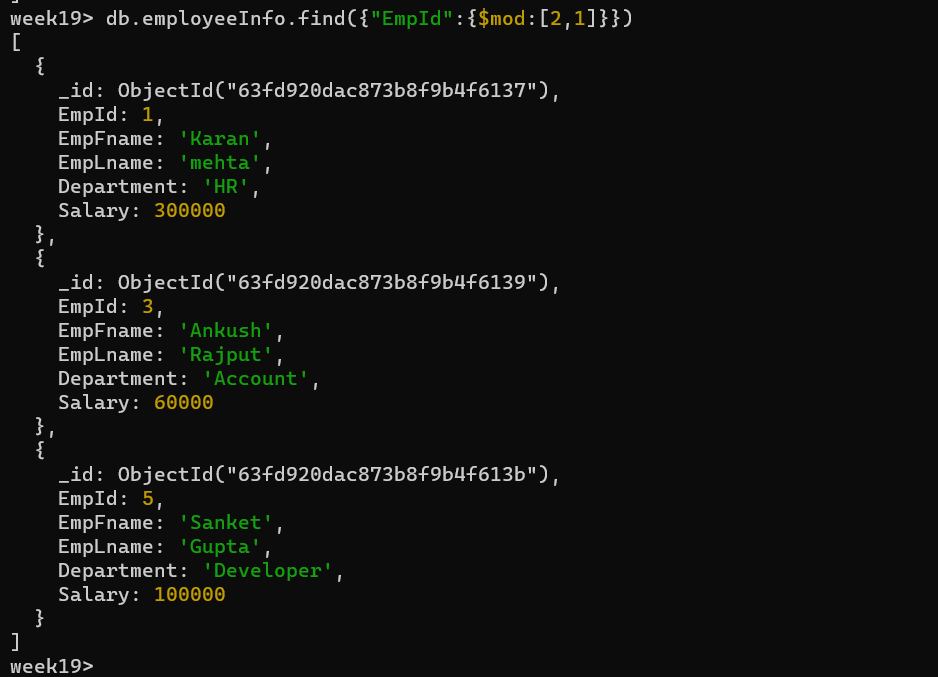 week19> db.employeeInfo.find({"EmpId":{$mod:[2,1]}})
[
  {
    _id: ObjectId("63fd920dac873b8f9b4f6137"),
    EmpId: 1,
    EmpFname: 'Karan',
    EmpLname: 'mehta',
    Department: 'HR',
    Salary: 300000
  },
  {
    _id: ObjectId("63fd920dac873b8f9b4f6139"),
    EmpId: 3,
    EmpFname: 'Ankush',
    EmpLname: 'Rajput',
    Department: 'Account',
    Salary: 60000
  },
  {
    _id: ObjectId("63fd920dac873b8f9b4f613b"),
    EmpId: 5,
    EmpFname: 'Sanket',
    EmpLname: 'Gupta',
    Department: 'Developer',
    Salary: 100000
  }
]
week19>